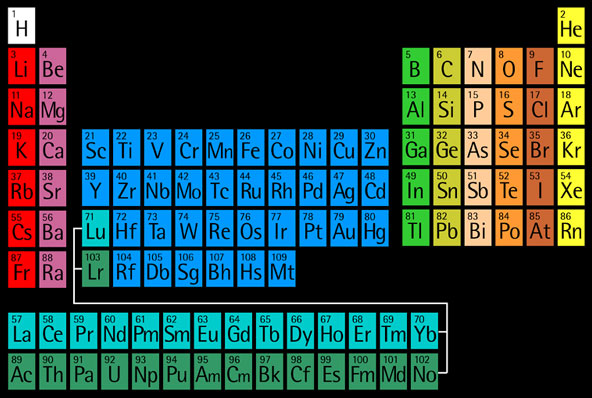 1 H 2 He
3 Li 4 Be 5 B 6 C 7 N 8 O 9 F 10 Ne
11 Na 12 Mg 13 Al 14 Si 15 P 16 S 17 Cl 18 Ar
19 K 20 Ca 21 Sc 22 Ti 23 V 24 Cr 25 Mn 26 Fe 27 Co 28 Ni 29 Cu 30 Zn 31 Ga 32 Ge 33 As 34 Se 35 Br 36 Kr
37 Rb 38 Sr 39 Y 40 Zr 41 Nb 42 Mo 43 Tc 44 Ru 45 Rh 46 Pd 47 Ag 48 Cd 49 In 50 Sn 51 Sb 52 Te 53 I 54 Xe
55 Cs 56 Ba 71 Lu 72 Hf 73 Ta 74 W 75 Re 76 Os 77 Ir 78 Pt 79 Au 80 Hg 81 Tl 82 Pb 83 Bi 84 Po 85 At 86 Rn
87 Fr 88 Ra 103 Lr 104 Rf 105 Db 106 Sg 107 Bh 108 Hs 109 Mt
57 La 58 Ce 59 Pr 60 Nd 61 Pm 62 Sm 63 Eu 64 Gd 65 Tb 66 Dy 67 Ho 68 Er 69 Tm 70 Yb
89 Ac 90 Th 91 Pa 92 U 93 Np 94 Pu 95 Am 96 Cm 97 Bk 98 Cf 99 Es 100 Fm 101 Md 102 No